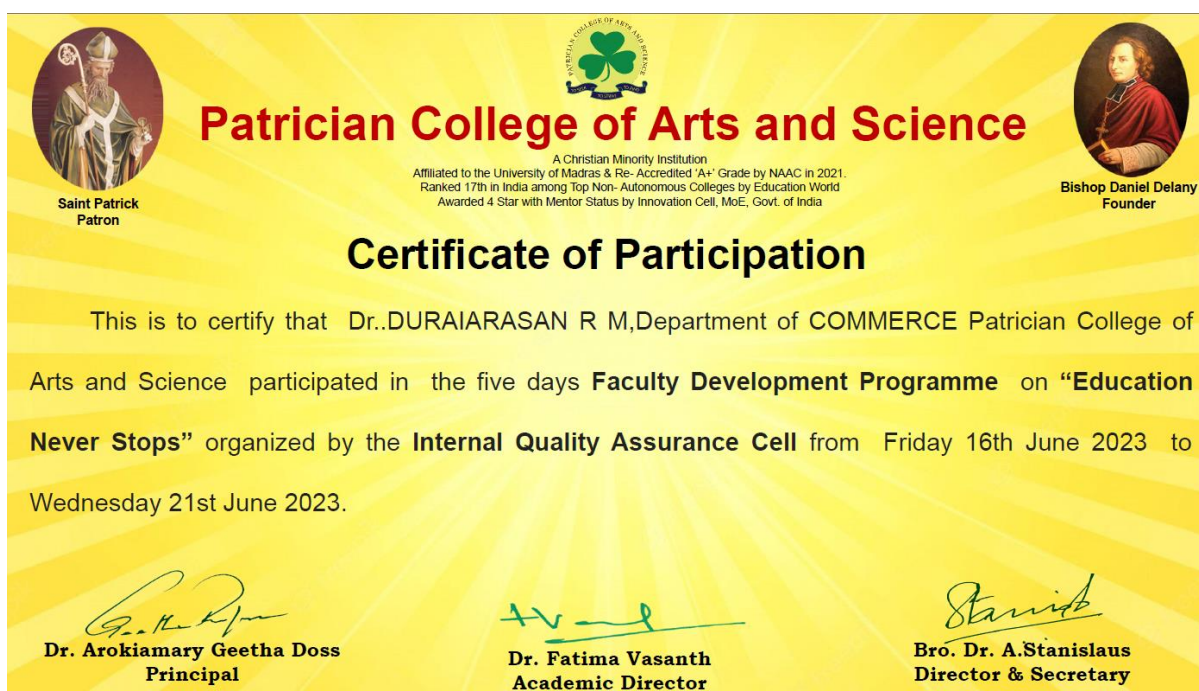 PATRICIAN COLLEGE OF ARTS AND SCIENCE
Patrician College of Arts and Science
A Christian Minority Institution
Affiliated to the University of Madras & Re- Accredited 'A+' Grade by NAAC in 2021.
Ranked 17th in India among Top Non- Autonomous Colleges by Education World
Awarded 4 Star with Mentor Status by Innovation Cell, MoE, Govt. of India
Saint Patrick
Patron
Bishop Daniel Delany
Founder
Certificate of Participation
This is to certify that Dr..DURAIARASAN R M,Department of COMMERCE Patrician College of
Arts and Science participated in the five days Faculty Development Programme on “Education
Never Stops” organized by the Internal Quality Assurance Cell from Friday 16th June 2023 to
Wednesday 21st June 2023.
Dr. Arokiamary Geetha Doss
Principal
Dr. Fatima Vasanth
Academic Director
Bro. Dr. A.Stanislaus
Director & Secretary